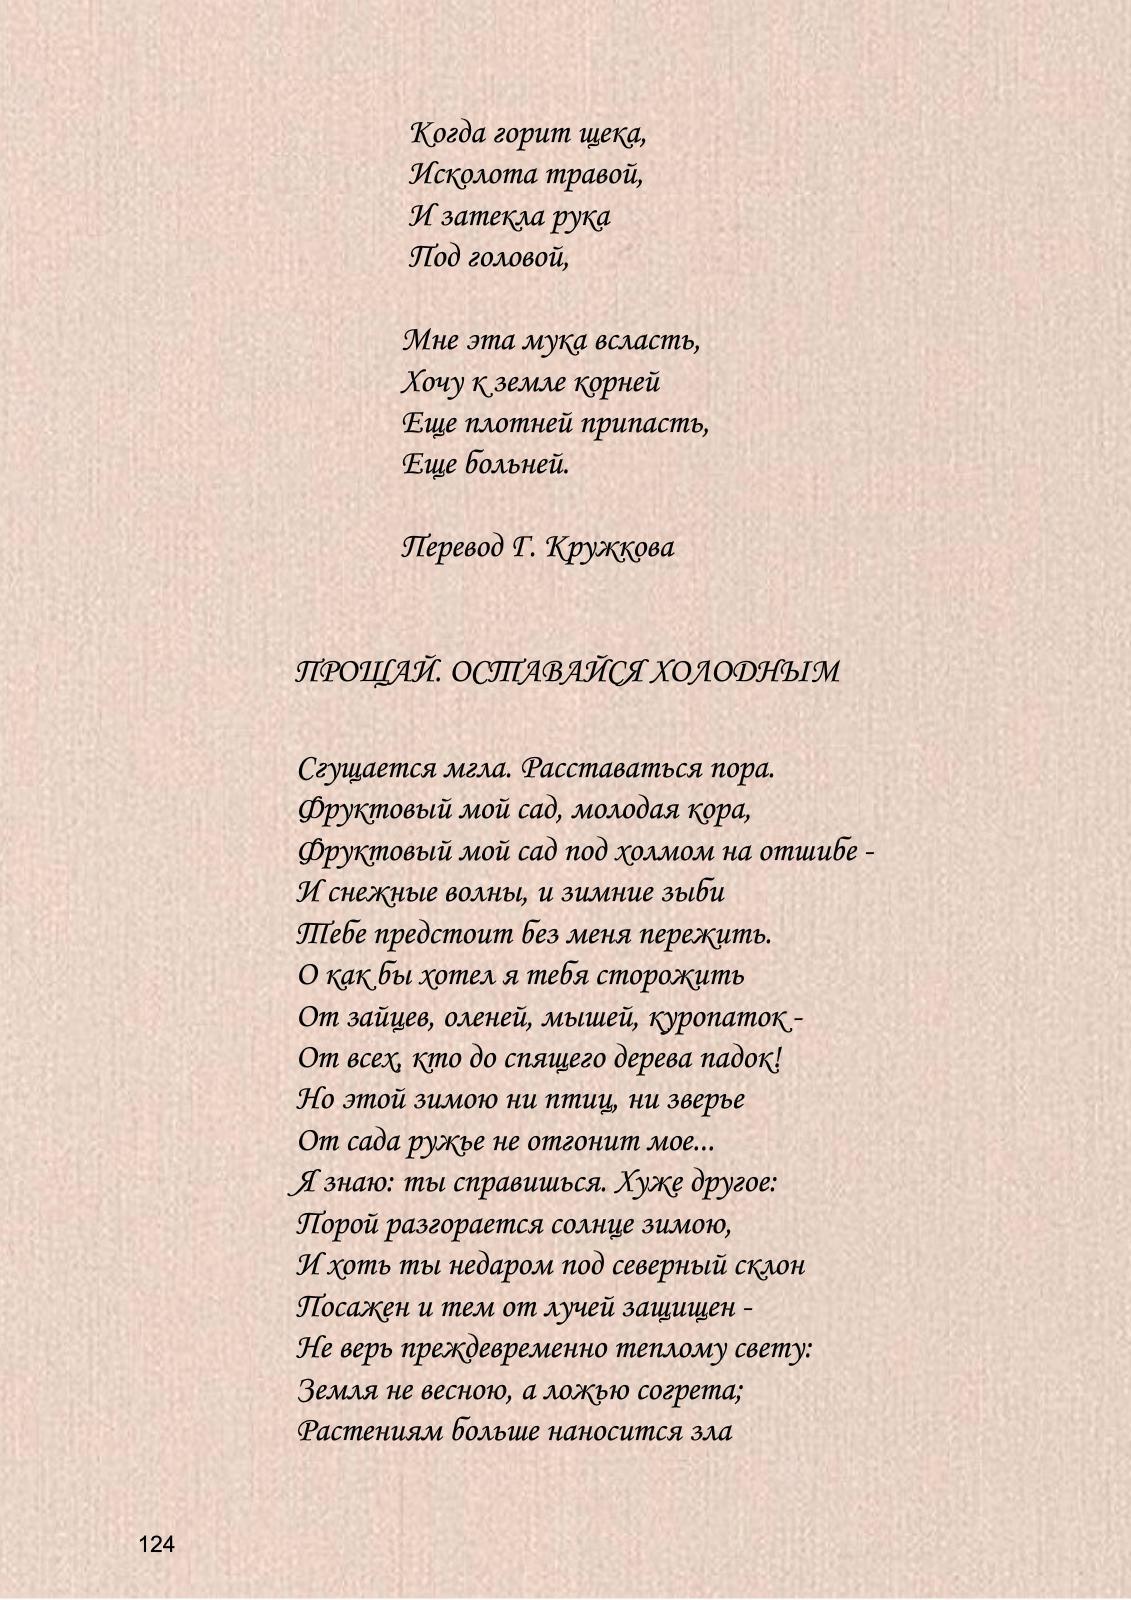 Когда горит щека,
Исколота травой,
И затекла рука
Под головой,
Мне эта мука всласть,
Хочу к земле корней
Еще плотней припасть,
Еще больней.
Перевод Г. Кружкова
ПРОЩАЙ. ОСТАВАЙСЯ ХОЛОДНЫМ
Сгущается мгла. Расставаться пора.
Фруктовый мой сад, молодая кора,
Фруктовый мой сад под холмом на отшибе -
И снежные волны, и зимние зыби
Тебе предстоит без меня пережить.
О как бы хотел я тебя сторожить
От зайцев, оленей, мышей, куропаток -
От всех, кто до спящего дерева падок!
Но этой зимою ни птиц, ни зверье
От сада ружье не отгонит мое...
Я знаю: ты справишься. Хуже другое:
Порой разгорается солнце зимою,
И хоть ты недаром под северный склон
Посажен и тем от лучей защищен -
Не верь преждевременно теплому свету:
Земля не весною, а ложью согрета;
Растениям больше наносится зла
124